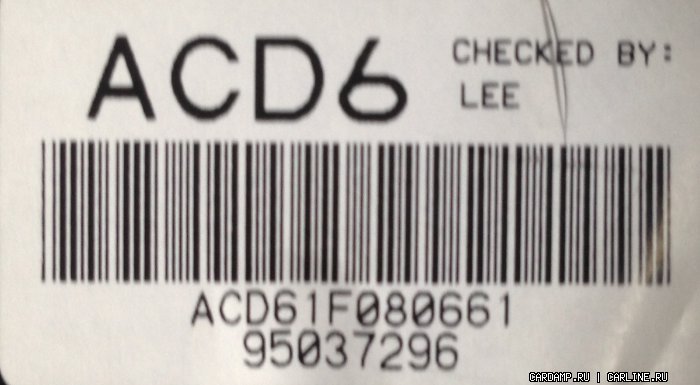 ACD6
CHECKED BY:
LEE
ACD61F080661
95037296
CARDAMP.RU | CARLINE.RU